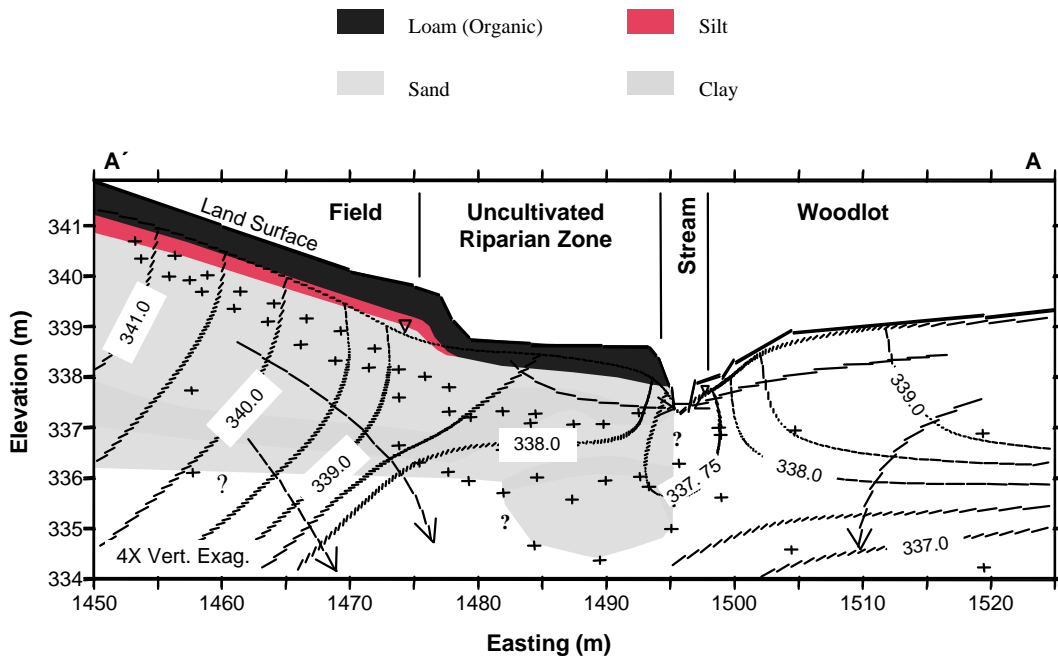 Loam (Organic)
Silt
Sand
Clay
A´
A
Land Surface
Field
Uncultivated
Riparian Zone
Stream
Woodlot
Elevation (m)
341
340
339
338
337
336
335
334
341.0
340.0
339.0
338.0
337.75
338.0
339.0
337.0
?
?
?
?
4X Vert. Exag.
1450
1460
1470
1480
1490
1500
1510
1520
Easting (m)